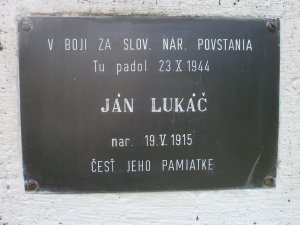 V BOJI ZA SLOV. NÁR. POVSTANIA
Tu padol 23 X 1944
JÁN LUKÁČ
nar. 19.V.1915
ČESŤ JEHO PAMIATKE